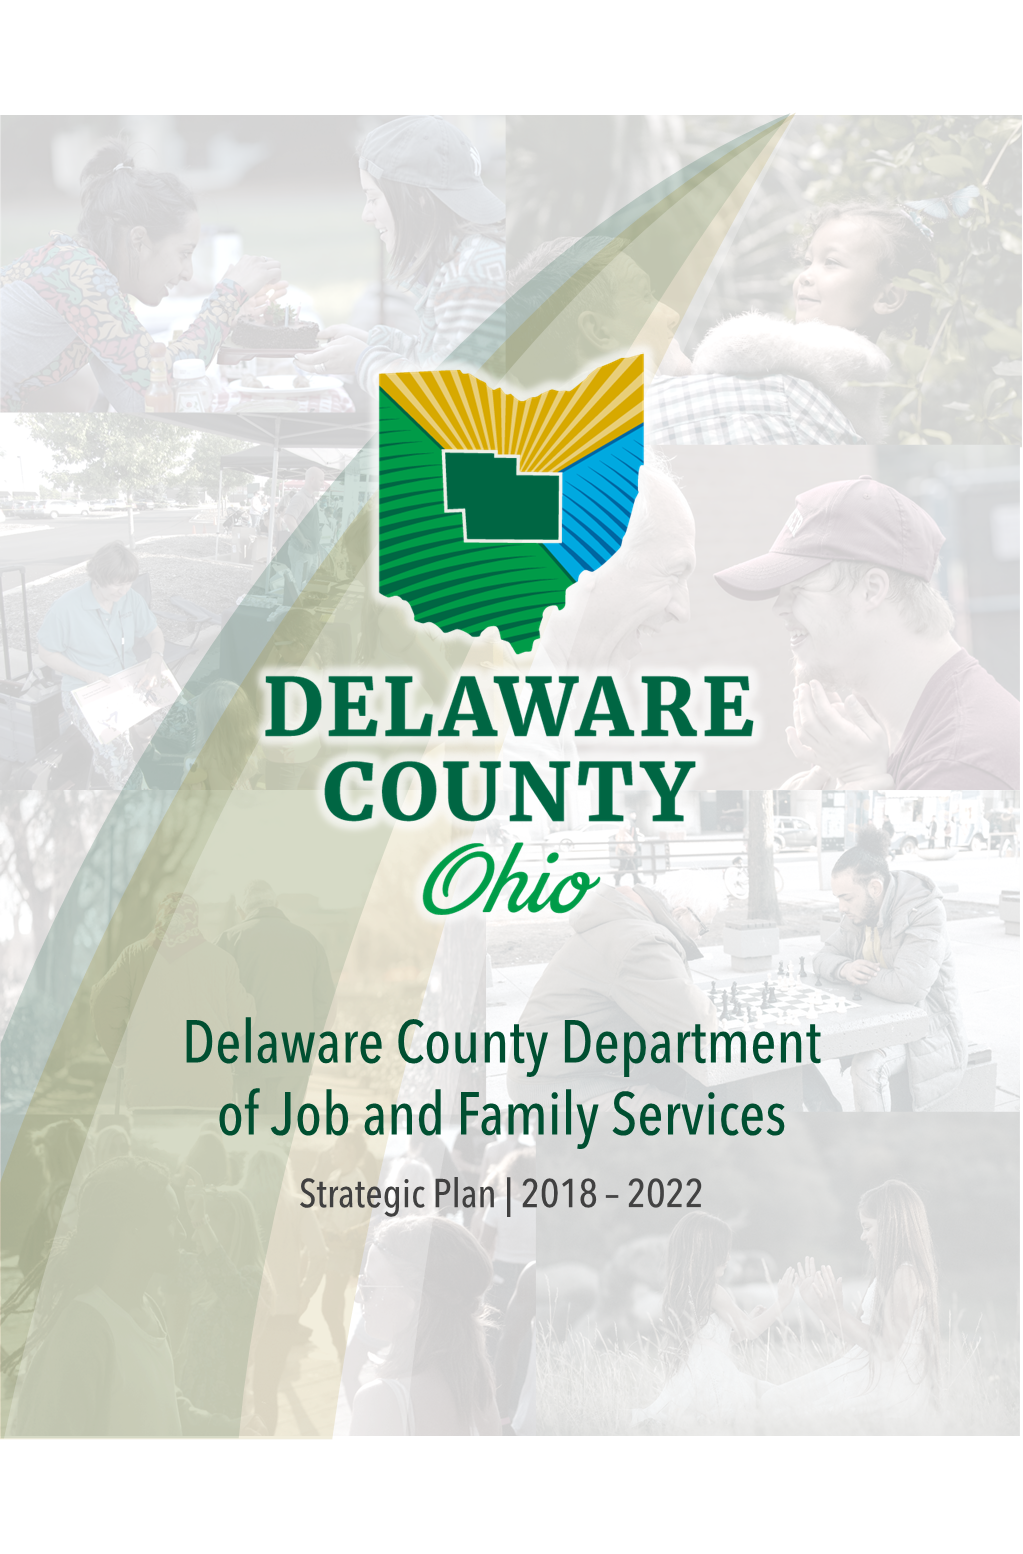 DELAWARE
COUNTY
Ohio
Delaware County Department
of Job and Family Services
Strategic Plan | 2018 – 2022